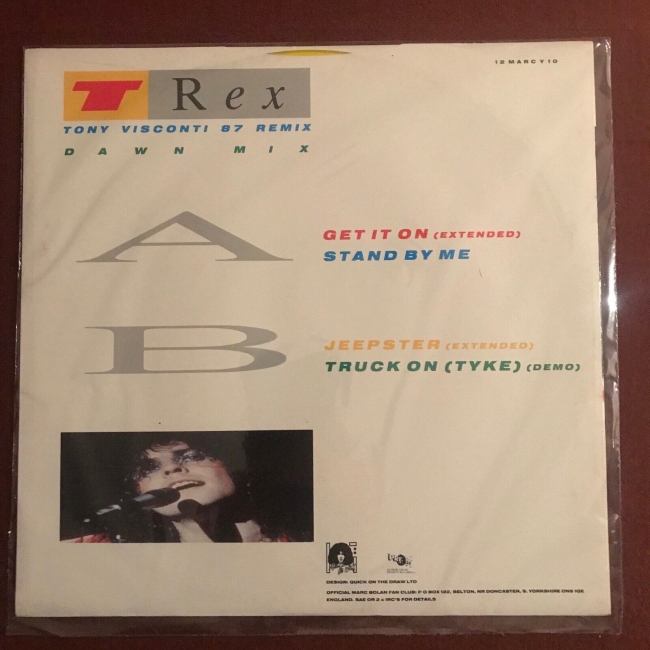 12 MARC Y 10
T Rex
TONY VISCONTI 87 REMIX
DAWN MIX
A
GET IT ON (EXTENDED)
STAND BY ME
B
JEEPSTER (EXTENDED)
TRUCK ON (TYKE) (DEMO)
DESIGN: QUICK ON THE DRAW LTD
OFFICIAL MARC BOLAN FAN CLUB: P O BOX 122, BELTON, NR DONCASTER, S. YORKSHIRE DN9 1QE
ENGLAND. SAE OR 2 x IRC'S FOR DETAILS